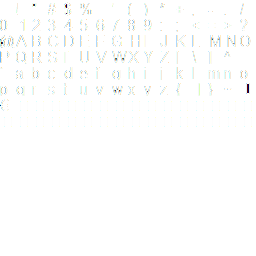 ! " # $ % & ' ( ) * + , - . /
0 1 2 3 4 5 6 7 8 9 : ; < = > ?
@ A B C D E F G H I J K L M N O
P Q R S T U V W X Y Z [ \ ] ^ _
` a b c d e f g h i j k l m n o
p q r s t u v w x y z { | } ~